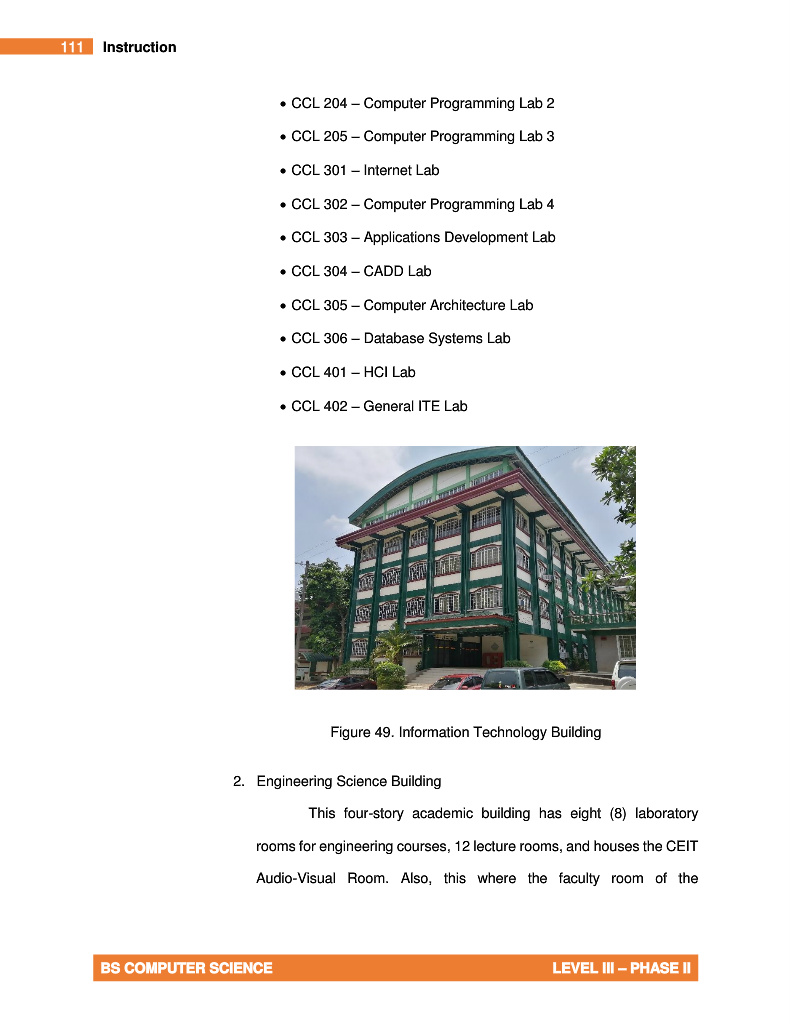 111 Instruction
• CCL 204 – Computer Programming Lab 2
• CCL 205 – Computer Programming Lab 3
• CCL 301 – Internet Lab
• CCL 302 – Computer Programming Lab 4
• CCL 303 – Applications Development Lab
• CCL 304 – CADD Lab
• CCL 305 – Computer Architecture Lab
• CCL 306 – Database Systems Lab
• CCL 401 – HCI Lab
• CCL 402 – General ITE Lab
Figure 49. Information Technology Building
2. Engineering Science Building
This four-story academic building has eight (8) laboratory
rooms for engineering courses, 12 lecture rooms, and houses the CEIT
Audio-Visual Room. Also, this where the faculty room of the
BS COMPUTER SCIENCE LEVEL III – PHASE II